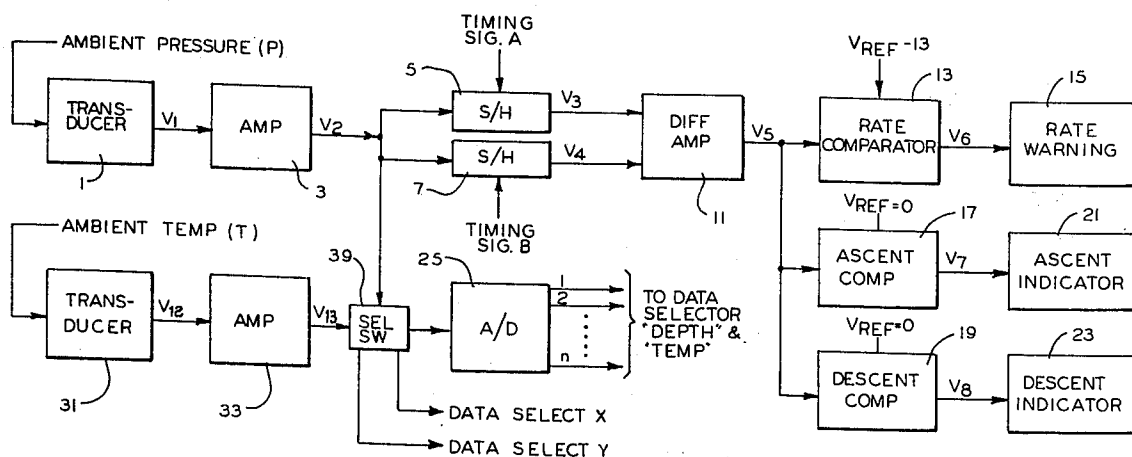 TIMING
SIG. A
AMBIENT PRESSURE (P)
TRANS-
DUCER
1
V1
AMP
3
V2
5
S/H
V3
S/H
7
V4
TIMING
SIG. B
DIFF
AMP
11
V5
VREF -13
13
RATE
COMPARATOR
V6
15
RATE
WARNING
VREF=0
17
ASCENT
COMP
V7
21
ASCENT
INDICATOR
VREF=0
19
DESCENT
COMP
V8
23
DESCENT
INDICATOR
AMBIENT TEMP (T)
TRANS-
DUCER
31
V12
AMP
33
V13
39
SEL
SW
25
A/D
1
2
n
TO DATA
SELECTOR
"DEPTH" &
"TEMP"
DATA SELECT X
DATA SELECT Y